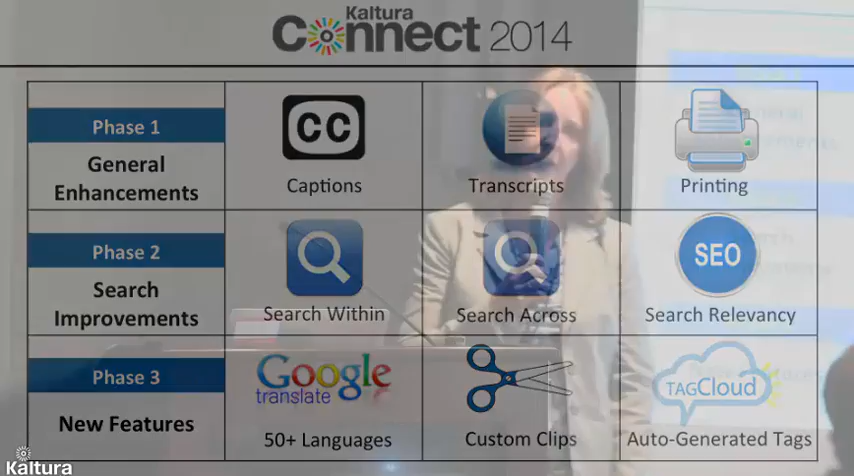 Kaltura
Connect 2014
Phase 1
General
Enhancements
CC
Captions
Transcripts
Printing
Phase 2
Search
Improvements
Search Within
Search Across
SEO
Search Relevancy
Phase 3
New Features
Google
translate
50+ Languages
Custom Clips
TAGCloud
Auto-Generated Tags
Kaltura